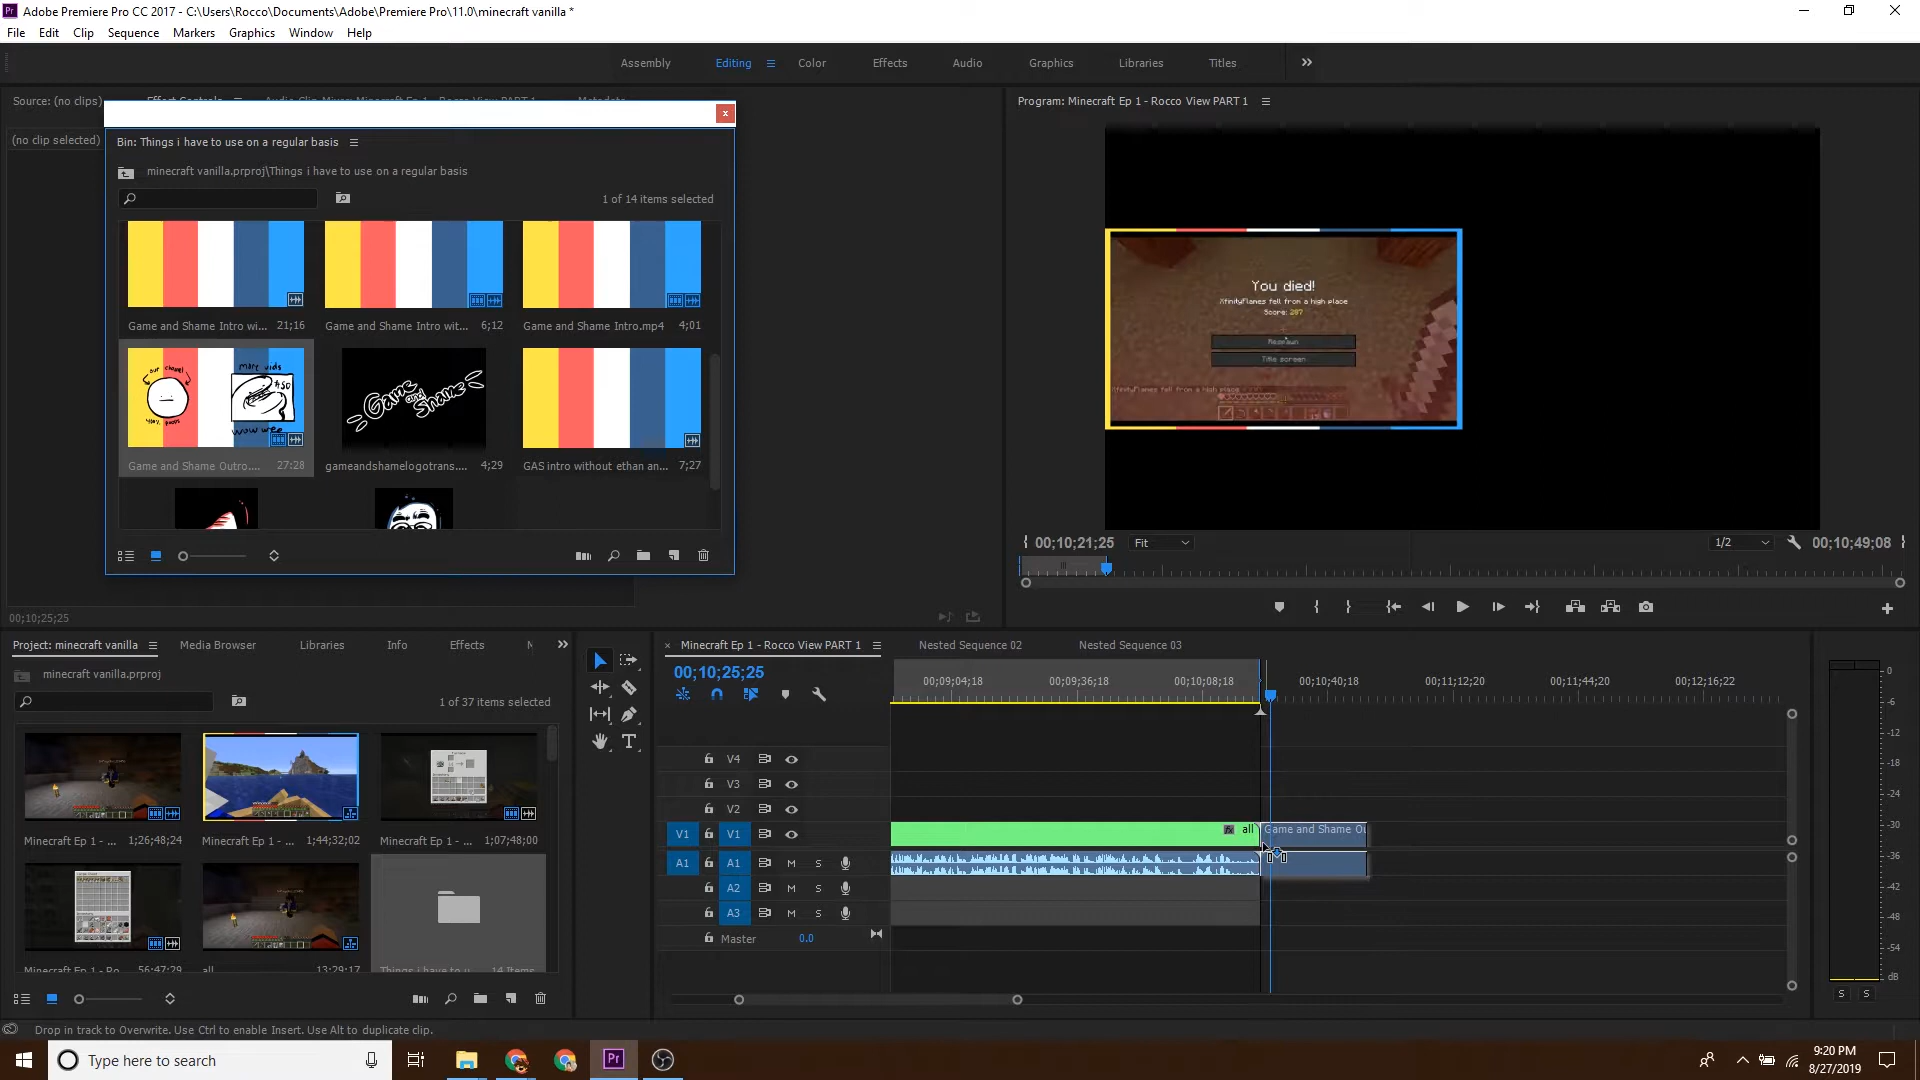 Adobe Premiere Pro CC 2017 - C:\Users\Rocco\Documents\Adobe\Premiere Pro\11.0\minecraft vanilla *
File Edit Clip Sequence Markers Graphics Window Help
Assembly Editing Color Effects Audio Graphics Libraries Titles
Source: (no clips)
Program: Minecraft Ep 1 - Rocco View PART 1
(no clip selected)
Bin: Things i have to use on a regular basis
minecraft vanilla.prproj\Things i have to use on a regular basis
1 of 14 items selected
Game and Shame Intro wi... 21;16
Game and Shame Intro wit... 6;12
Game and Shame Intro.mp4 4;01
our channel
more vids
wow wee
Game and Shame
Game and Shame Outro.... 27:28
gameandshamelogotrans.... 4;29
GAS intro without ethan an... 7;27
You died!
XfinityFlames fell from a high place
Score: 287
Respawn
Title screen
XfinityFlames fell from a high place
00;10;21;25 Fit 1/2 00;10;49;08
00;10;25;25
Project: minecraft vanilla Media Browser Libraries Info Effects
minecraft vanilla.prproj
1 of 37 items selected
Minecraft Ep 1 - ... 1:26;48;24
Minecraft Ep 1 - ... 1:44;32;02
Minecraft Ep 1 - ... 1;07;48;00
Minecraft Ep 1 - Ro... 56;47;29
all 13:29;17
Things i have to u... 14 Items
Minecraft Ep 1 - Rocco View PART 1 Nested Sequence 02 Nested Sequence 03
00;10;25;25
00;09;04;18 00;09;36;18 00;10;08;18 00;10;40;18 00;11;12;20 00;11;44;20 00;12;16;22
V4
V3
V2
V1 V1 fx all Game and Shame Ou
A1 A1 M S
A2 M S
A3 M S
Master 0.0
0
-6
-12
-18
-24
-30
-36
-42
-48
-54
dB
S S
Drop in track to Overwrite. Use Ctrl to enable Insert. Use Alt to duplicate clip.
Type here to search
Pr
9:20 PM
8/27/2019